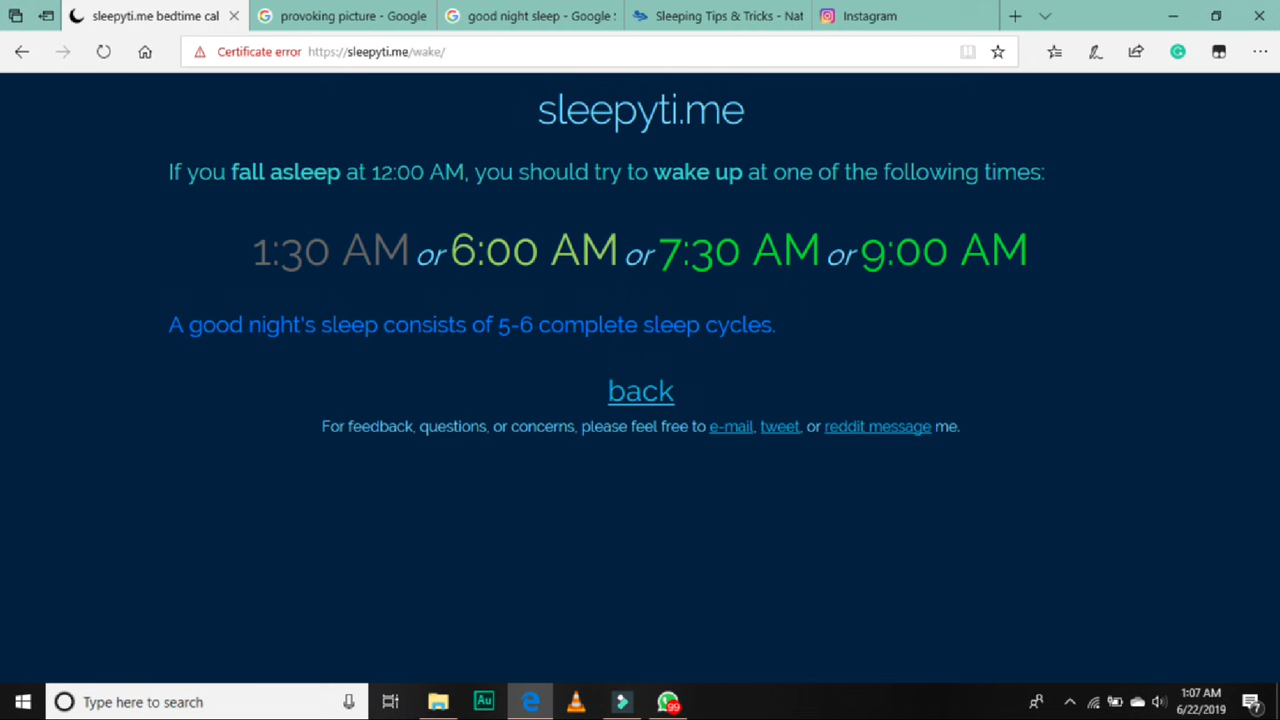 sleepyti.me bedtime cal
provoking picture - Google
good night sleep - Google
Sleeping Tips & Tricks - Nat
Instagram
Certificate error https://sleepyti.me/wake/
sleepyti.me
If you fall asleep at 12:00 AM, you should try to wake up at one of the following times:
1:30 AM or 6:00 AM or 7:30 AM or 9:00 AM
A good night's sleep consists of 5-6 complete sleep cycles.
back
For feedback, questions, or concerns, please feel free to e-mail, tweet, or reddit message me.
Type here to search
Au
99
1:07 AM
6/22/2019
7